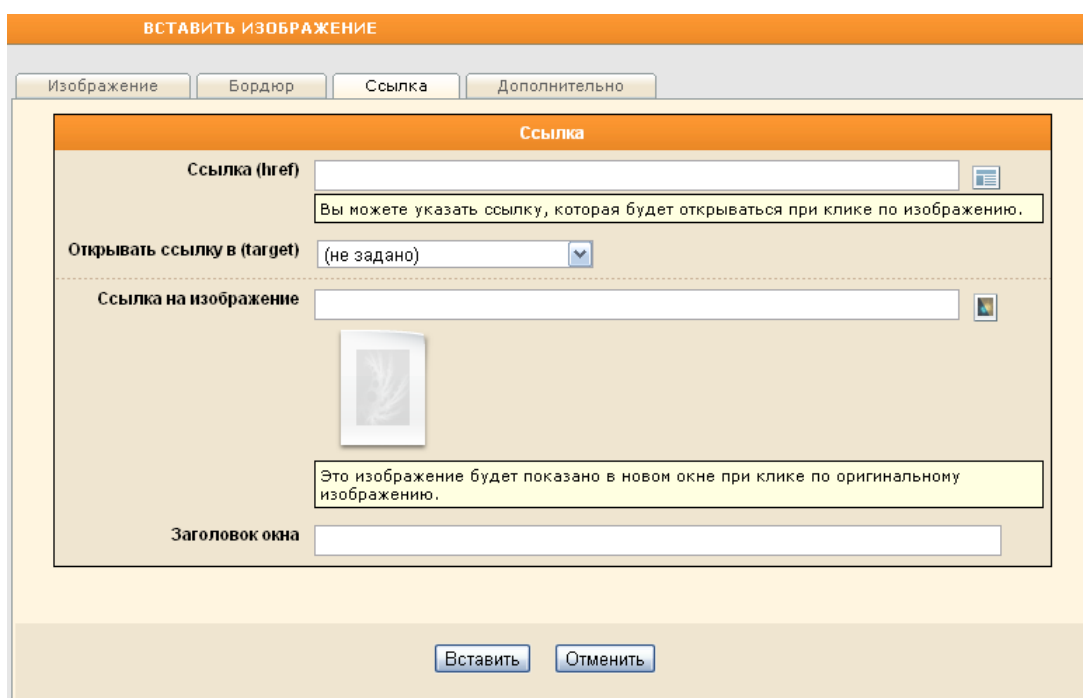 ВСТАВИТЬ ИЗОБРАЖЕНИЕ
Изображение Бордюр Ссылка Дополнительно
Ссылка
Ссылка (href)
Вы можете указать ссылку, которая будет открываться при клике по изображению.
Открывать ссылку в (target) (не задано)
Ссылка на изображение
Это изображение будет показано в новом окне при клике по оригинальному
изображению.
Заголовок окна
Вставить Отменить